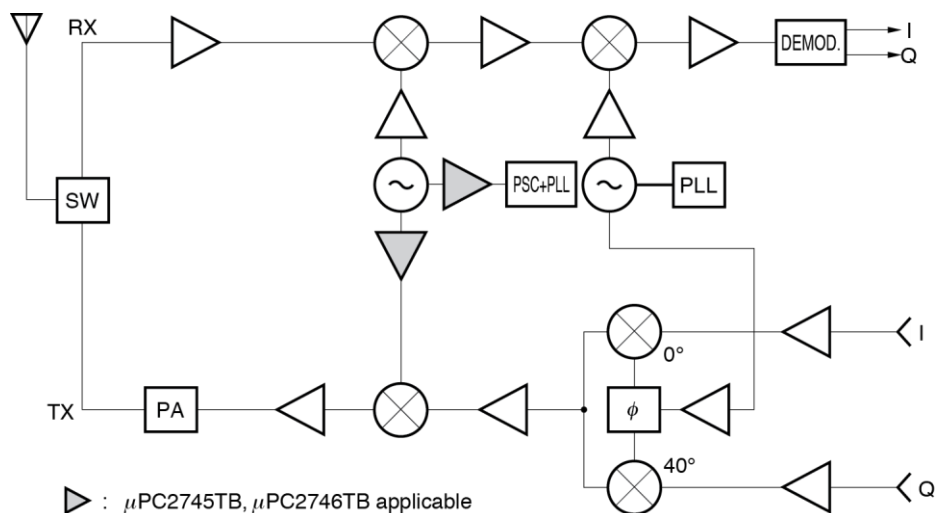 RX
I
DEMOD.
Q
SW
PSC+PLL
PLL
0°
I
TX
PA
ϕ
40°
Q
: µPC2745TB, µPC2746TB applicable